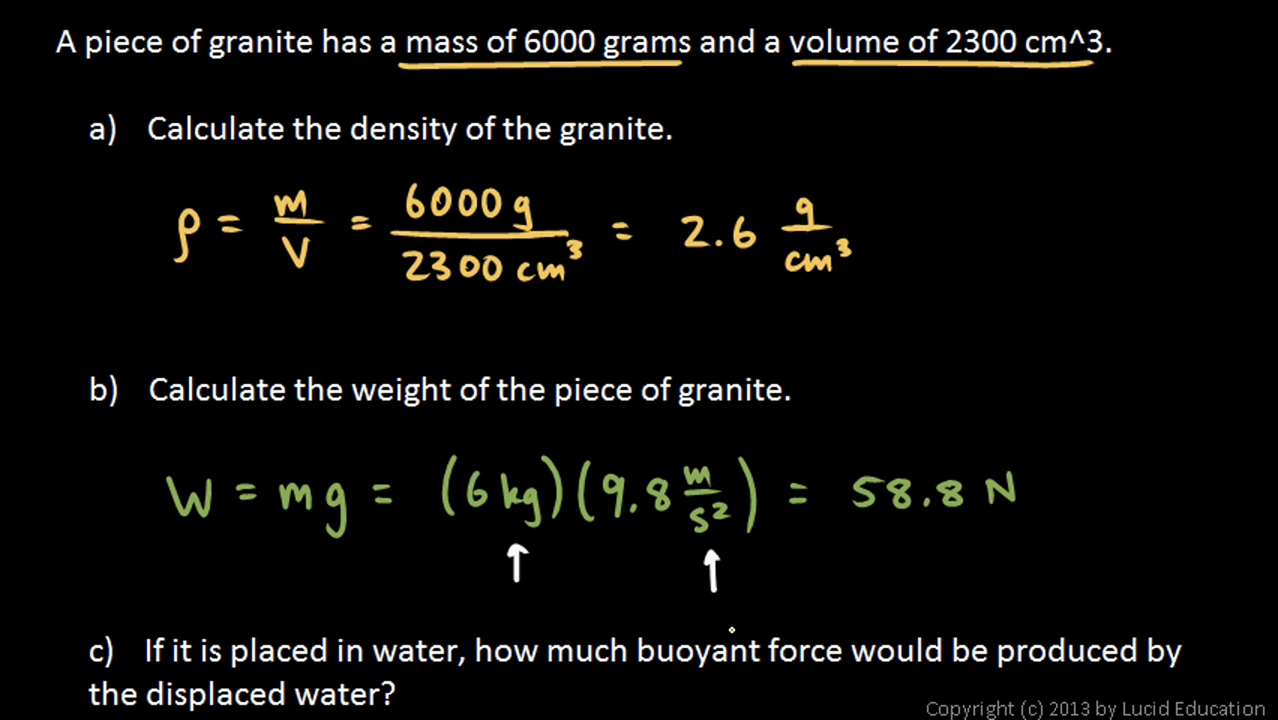 A piece of granite has a mass of 6000 grams and a volume of 2300 cm^3.
a) Calculate the density of the granite.
ρ = m/V = 6000 g / 2300 cm³ = 2.6 g/cm³
b) Calculate the weight of the piece of granite.
W = mg = (6 kg)(9.8 m/s²) = 58.8 N
c) If it is placed in water, how much buoyant force would be produced by
the displaced water?
Copyright (c) 2013 by Lucid Education